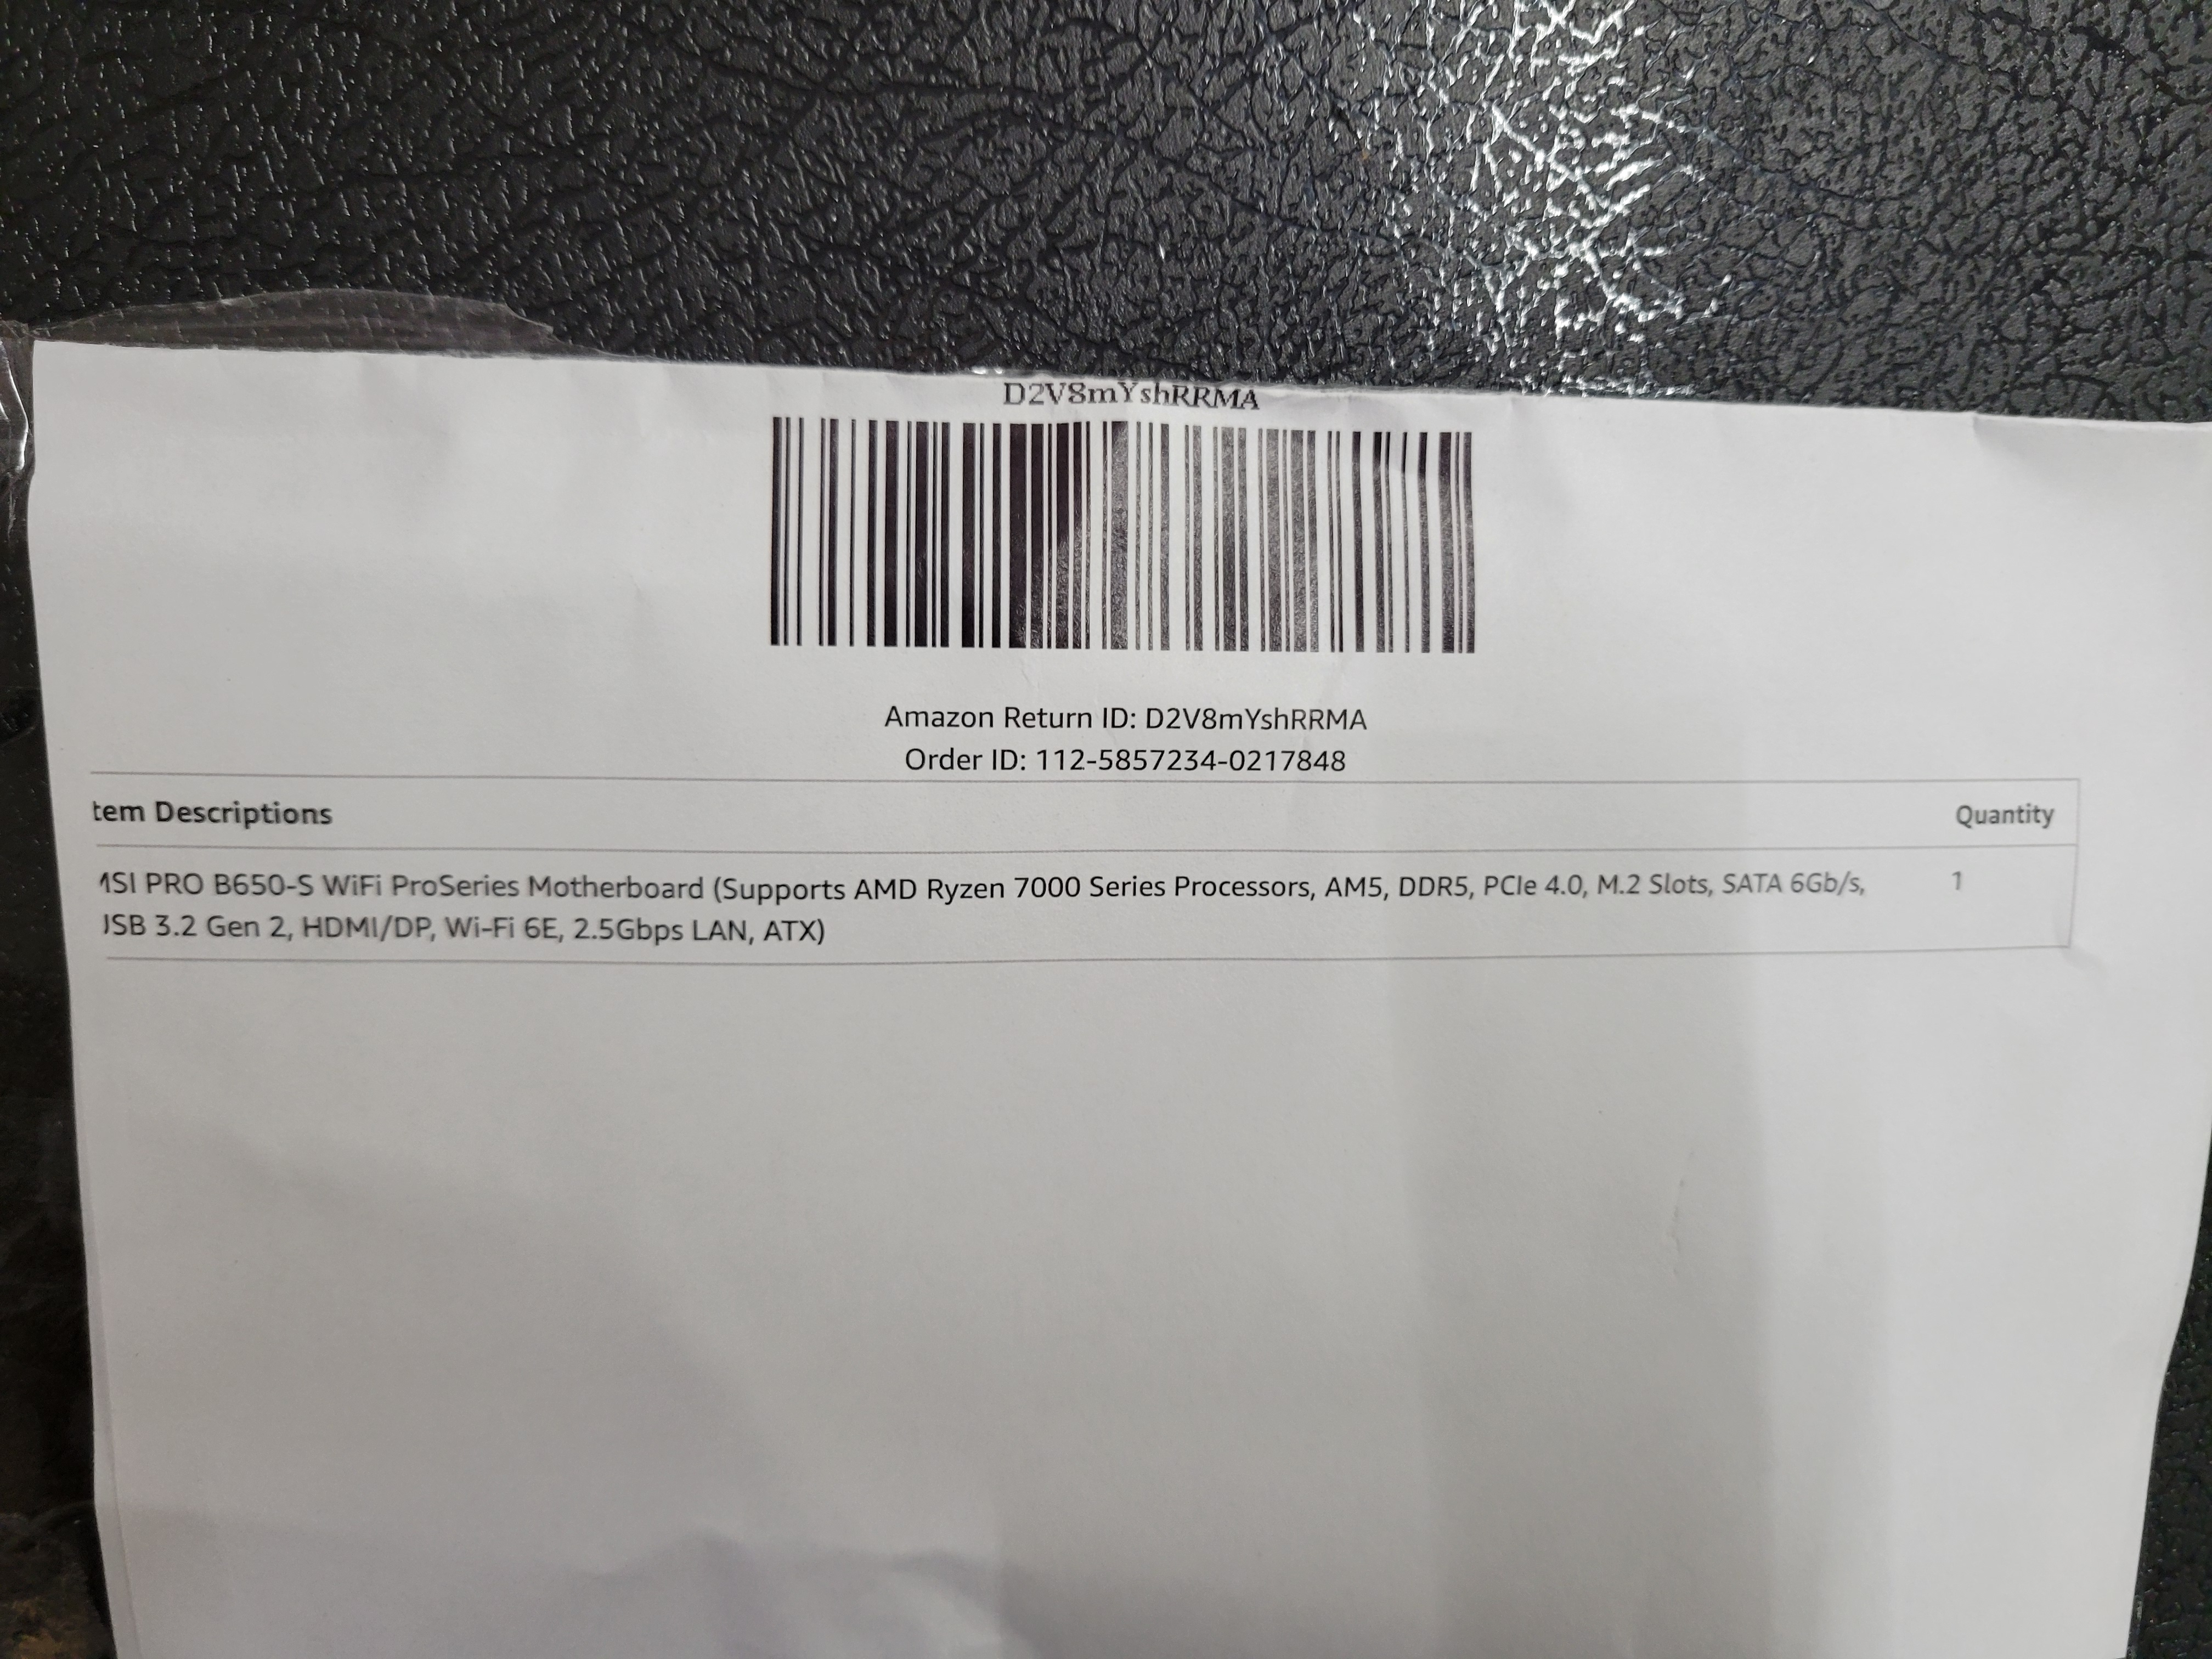 D2V8mYshRRMA
Amazon Return ID: D2V8mYshRRMA
Order ID: 112-5857234-0217848
tem Descriptions Quantity
MSI PRO B650-S WiFi ProSeries Motherboard (Supports AMD Ryzen 7000 Series Processors, AM5, DDR5, PCIe 4.0, M.2 Slots, SATA 6Gb/s, 1
USB 3.2 Gen 2, HDMI/DP, Wi-Fi 6E, 2.5Gbps LAN, ATX)